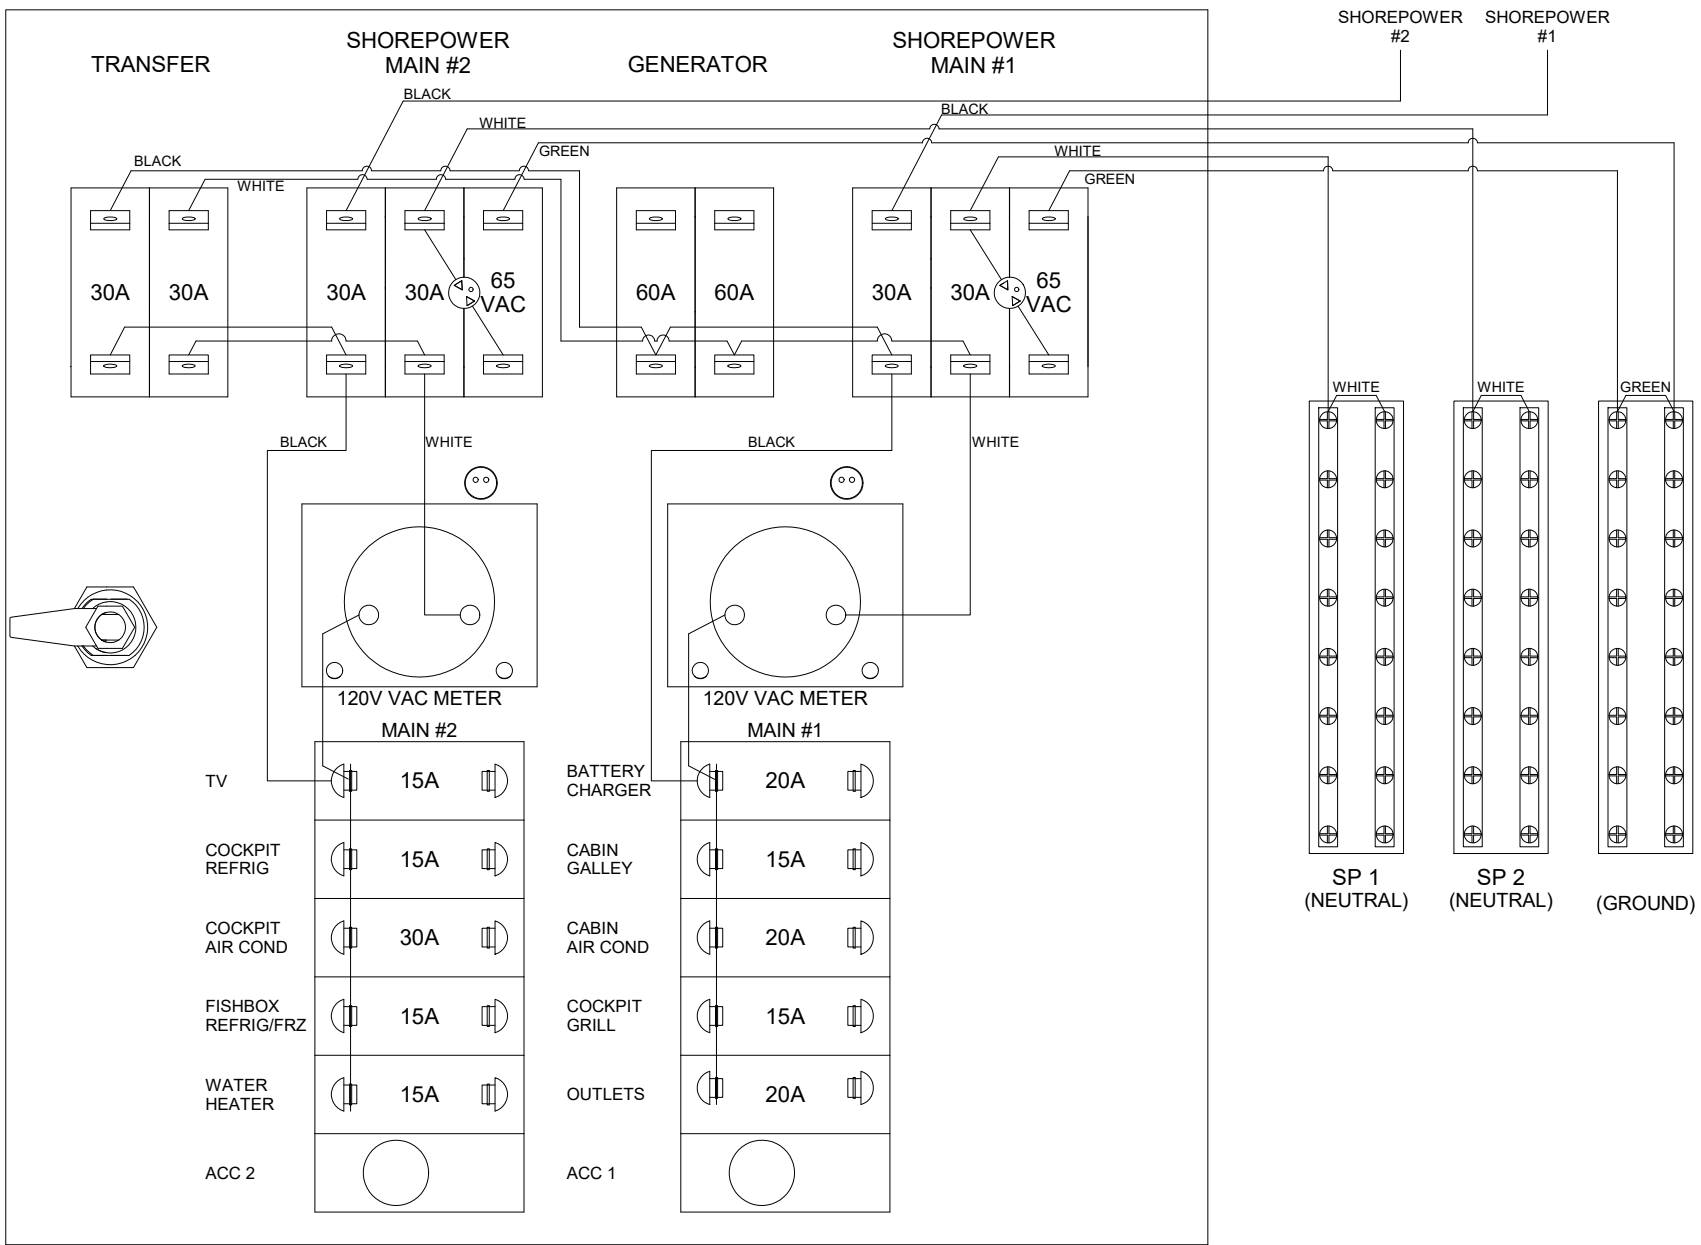 SHOREPOWER SHOREPOWER
#2 #1
TRANSFER
SHOREPOWER
MAIN #2
GENERATOR
SHOREPOWER
MAIN #1
BLACK
BLACK
WHITE
GREEN
WHITE
BLACK
WHITE
GREEN
30A 30A
30A 30A
65
VAC
60A 60A
30A 30A
65
VAC
WHITE WHITE GREEN
BLACK WHITE
BLACK WHITE
120V VAC METER
120V VAC METER
MAIN #2
MAIN #1
TV
15A
BATTERY
CHARGER
20A
COCKPIT
REFRIG
15A
CABIN
GALLEY
15A
COCKPIT
AIR COND
30A
CABIN
AIR COND
20A
FISHBOX
REFRIG/FRZ
15A
COCKPIT
GRILL
15A
WATER
HEATER
15A
OUTLETS
20A
ACC 2
ACC 1
SP 1
(NEUTRAL)
SP 2
(NEUTRAL)
(GROUND)